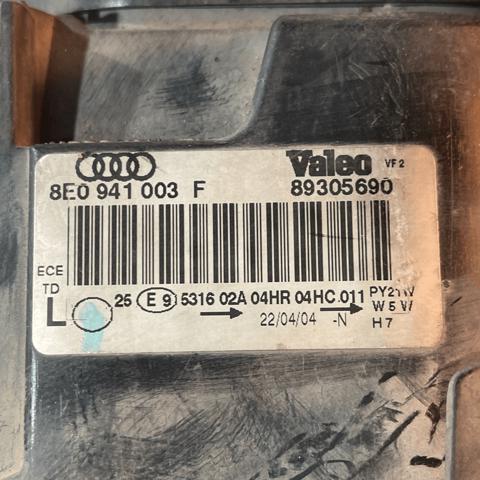 Valeo VF2
8E0 941 003 F 89305690
ECE
TD
L 25 E9 5316 02A 04HR 04HC 011 PY21W
W5W
22/04/04 -N H7